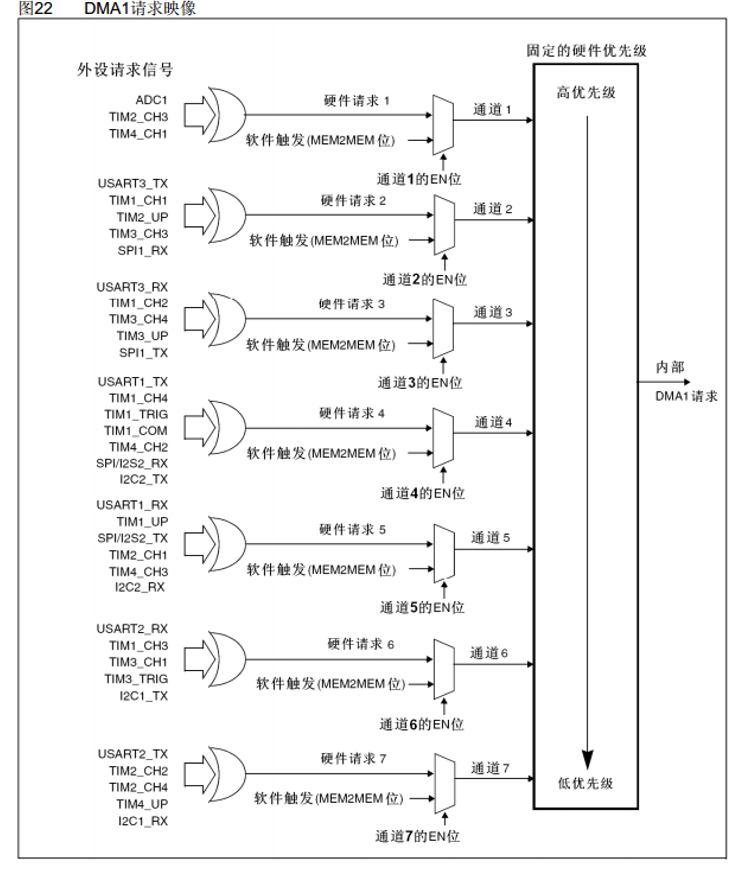 图22 DMA1请求映像
固定的硬件优先级
外设请求信号
高优先级
ADC1
TIM2_CH3
TIM4_CH1
硬件请求 1
软件触发(MEM2MEM 位)
通道 1
通道1的EN位
USART3_TX
TIM1_CH1
TIM2_UP
TIM3_CH3
SPI1_RX
硬件请求 2
软件触发(MEM2MEM 位)
通道 2
通道2的EN位
USART3_RX
TIM1_CH2
TIM3_CH4
TIM3_UP
SPI1_TX
硬件请求 3
软件触发(MEM2MEM 位)
通道 3
通道3的EN位
内部
DMA1 请求
USART1_TX
TIM1_CH4
TIM1_TRIG
TIM1_COM
TIM4_CH2
SPI/I2S2_RX
I2C2_TX
硬件请求 4
软件触发(MEM2MEM 位)
通道4
通道4的EN位
USART1_RX
TIM1_UP
SPI/I2S2_TX
TIM2_CH1
TIM4_CH3
I2C2_RX
硬件请求 5
软件触发(MEM2MEM 位)
通道 5
通道5的EN位
USART2_RX
TIM1_CH3
TIM3_CH1
TIM3_TRIG
I2C1_TX
硬件请求 6
软件触发(MEM2MEM 位)
通道6
通道6的EN位
USART2_TX
TIM2_CH2
TIM2_CH4
TIM4_UP
I2C1_RX
硬件请求 7
软件触发(MEM2MEM 位)
通道7
通道7的EN位
低优先级